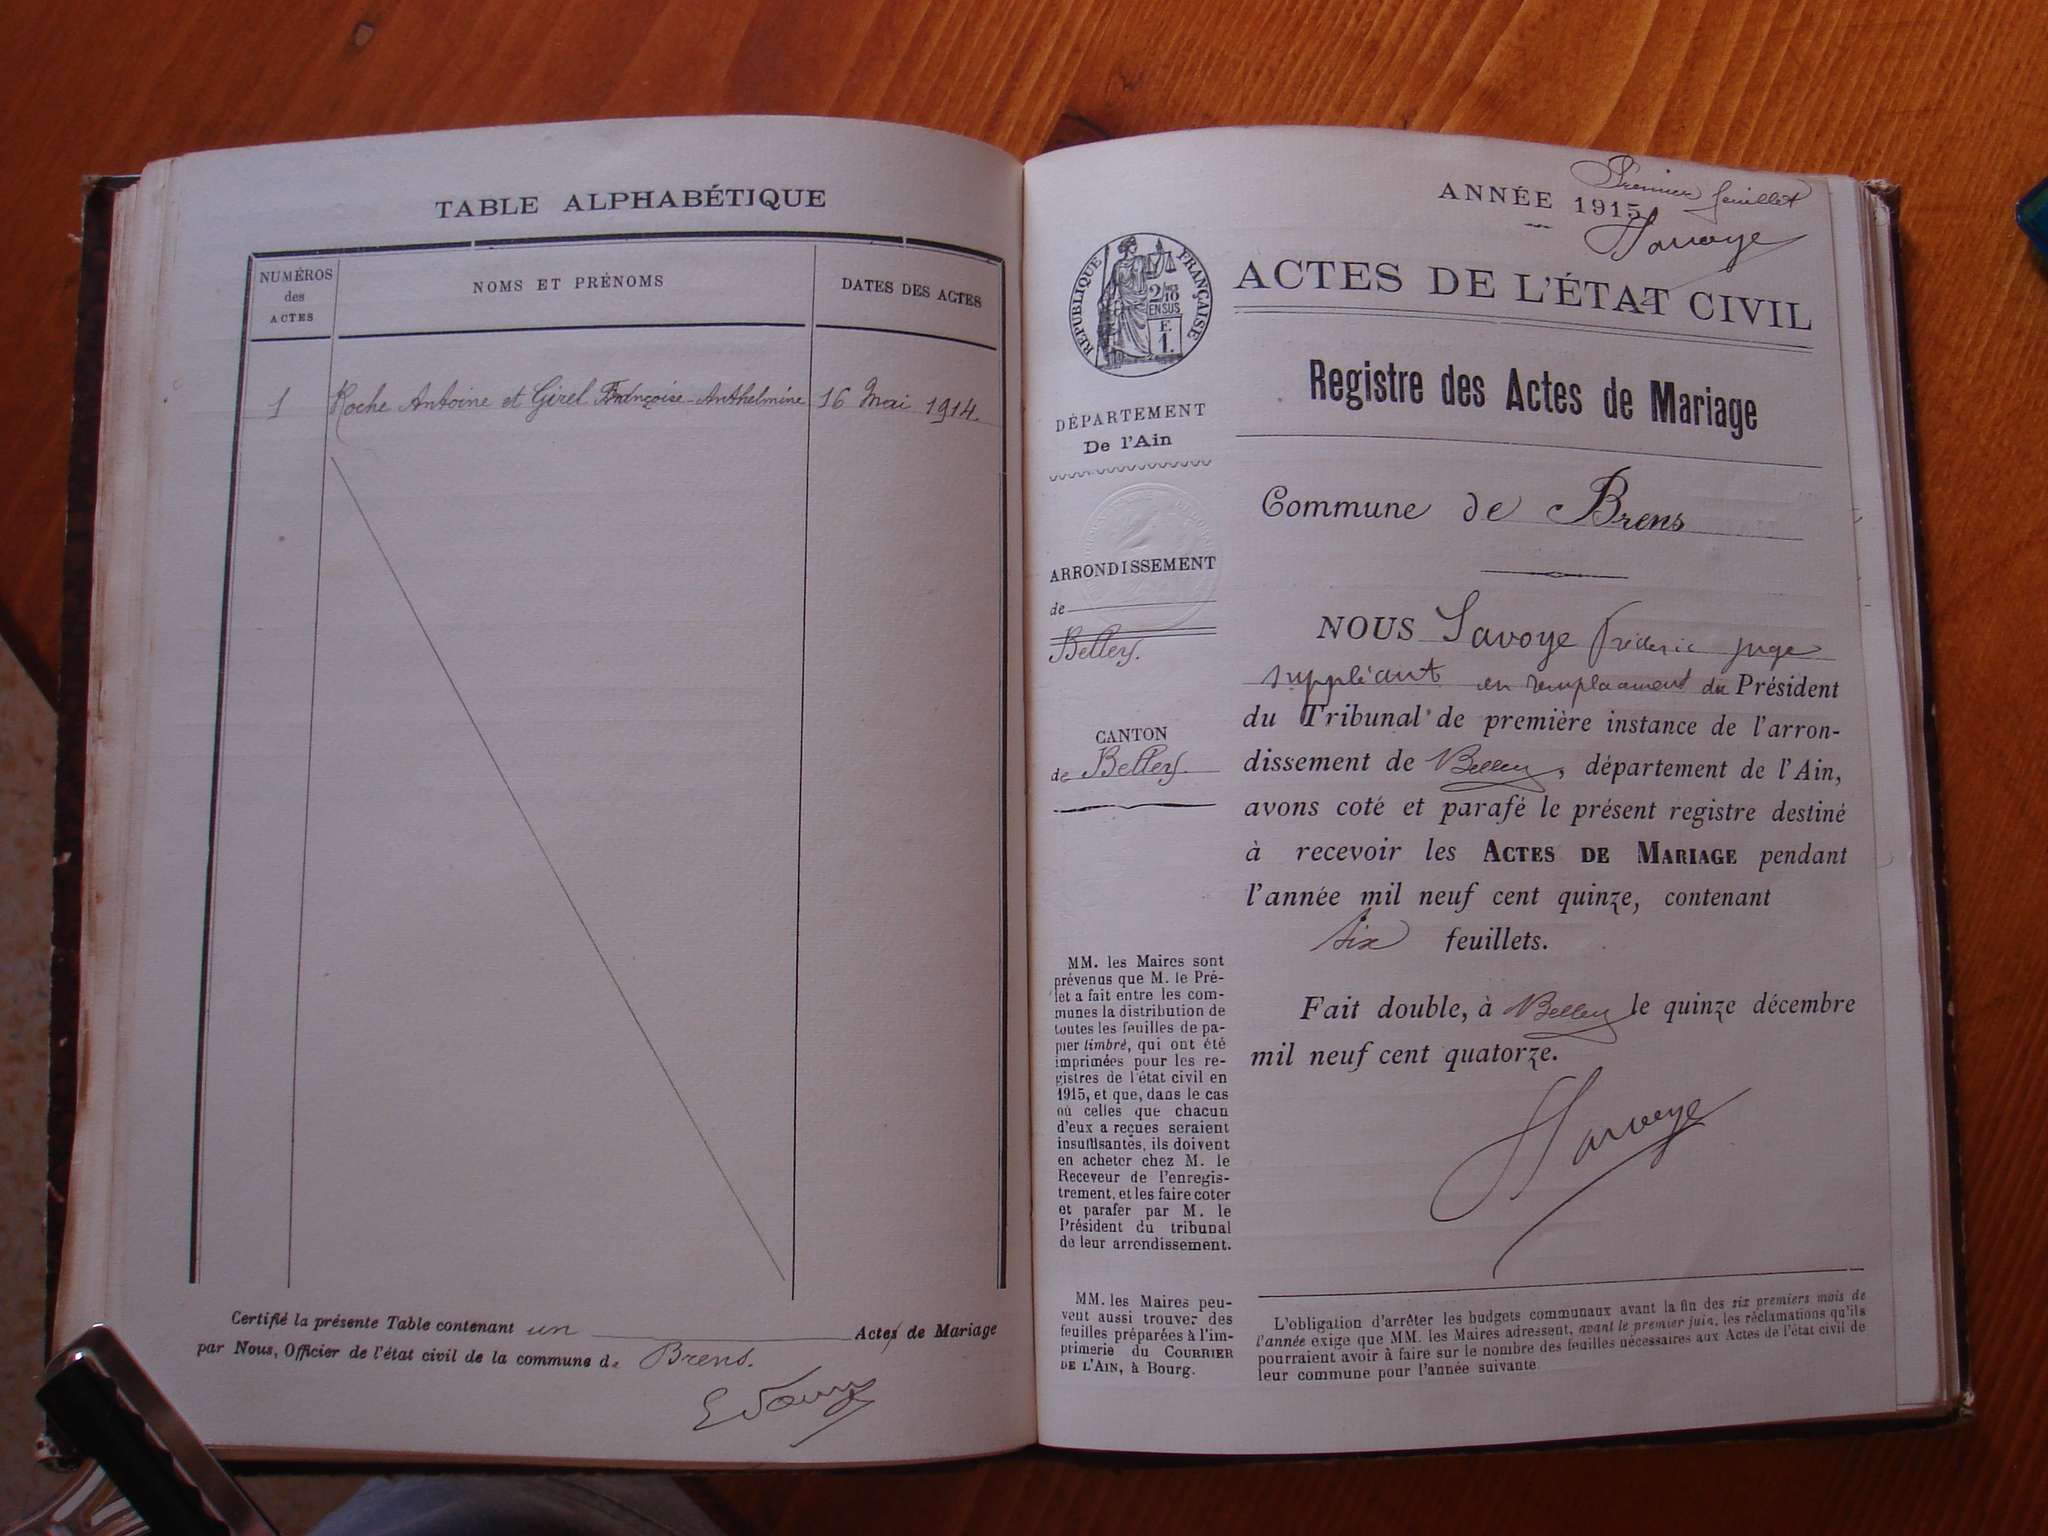 TABLE ALPHABÉTIQUE
NUMÉROS
des
ACTES
NOMS ET PRÉNOMS
DATES DES ACTES
1 Roche Antoine et Girel Françoise-Anthelmine 16 Mai 1914.
Certifié la présente Table contenant un Actes de Mariage
par Nous, Officier de l'état civil de la commune de Brens.
Premier feuillet
ANNÉE 1915
Savoye
RÉPUBLIQUE FRANÇAISE
2/10
EN SUS
F.
1.
ACTES DE L'ÉTAT CIVIL
Registre des Actes de Mariage
DÉPARTEMENT
De l'Ain
Commune de Brens
ARRONDISSEMENT
de
Belley.
CANTON
de Belley.
NOUS Savoye Frédéric juge
suppléant en remplacement du Président
du Tribunal de première instance de l'arron-
dissement de Belley, département de l'Ain,
avons coté et parafé le présent registre destiné
à recevoir les ACTES DE MARIAGE pendant
l'année mil neuf cent quinze, contenant
six feuillets.
Fait double, à Belley le quinze décembre
mil neuf cent quatorze.
Savoye
MM. les Maires sont
prévenus que M. le Pré-
fet a fait entre les com-
munes la distribution de
toutes les feuilles de pa-
pier timbré, qui ont été
imprimées pour les re-
gistres de l'état civil en
1915, et que, dans le cas
où celles que chacun
d'eux a reçues seraient
insuffisantes, ils doivent
en acheter chez M. le
Receveur de l'enregis-
trement, et les faire coter
et parafer par M. le
Président du tribunal
de leur arrondissement.
MM. les Maires peu-
vent aussi trouver des
feuilles préparées à l'im-
primerie du COURRIER
DE L'AIN, à Bourg.
L'obligation d'arrêter les budgets communaux avant la fin des six premiers mois de
l'année exige que MM. les Maires adressent, avant le premier juin, les réclamations qu'ils
pourraient avoir à faire sur le nombre des feuilles nécessaires aux Actes de l'état civil de
leur commune pour l'année suivante.